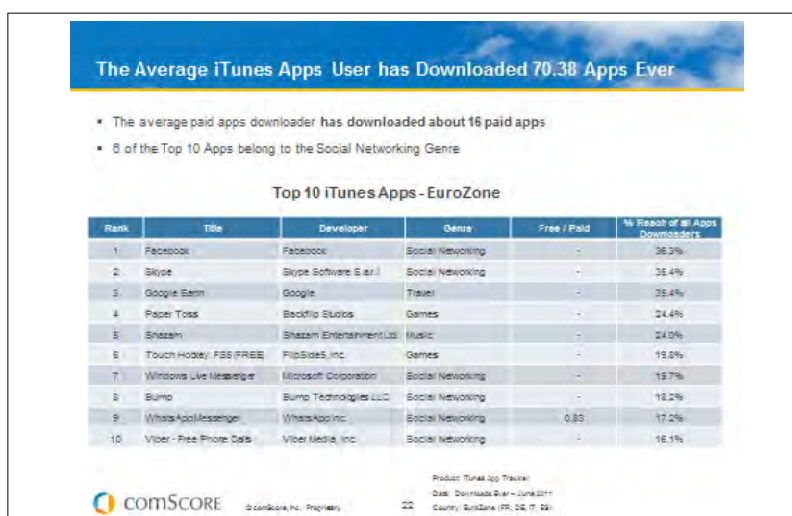 The Average iTunes Apps User has Downloaded 70.38 Apps Ever
• The average paid apps downloader has downloaded about 16 paid apps
• 6 of the Top 10 Apps belong to the Social Networking Genre
Top 10 iTunes Apps - EuroZone
Rank Title Developer Genre Free / Paid % Reach of all Apps Downloaders
1 Facebook Facebook Social Networking - 36.3%
2 Skype Skype Software S.a.r.l Social Networking - 35.4%
3 Google Earth Google Travel - 35.4%
4 Paper Toss Backflip Studios Games - 24.4%
5 Shazam Shazam Entertainment Ltd. Music - 24.0%
6 Touch Hockey: FS5 (FREE) FlipSide5, Inc. Games - 19.8%
7 Windows Live Messenger Microsoft Corporation Social Networking - 19.7%
8 Bump Bump Technologies LLC Social Networking - 18.2%
9 WhatsApp Messenger WhatsApp Inc. Social Networking 17.2%
10 Viber - Free Phone Calls Viber Media, Inc. Social Networking - 16.1%
comSCORE
© comScore, Inc. Proprietary
22
Product: iTunes App Tracker
Data: Downloads Ever – June 2011
Country: EuroZone (FR, DE, IT, ES)